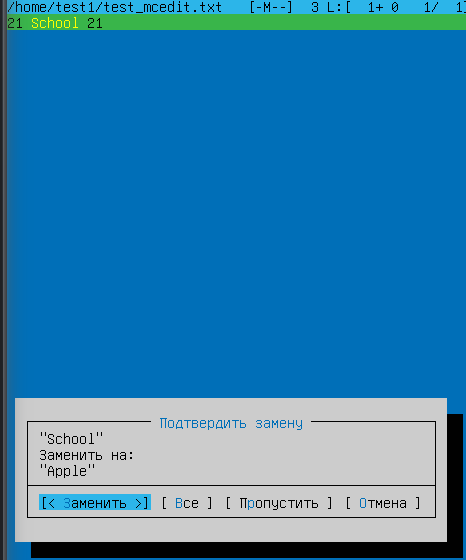 /home/test1/test_mcedit.txt [-M--] 3 L:[ 1+ 0 1/ 1]
21 School 21
Подтвердить замену
"School"
Заменить на:
"Apple"
[< Заменить >] [ Все ] [ Пропустить ] [ Отмена ]